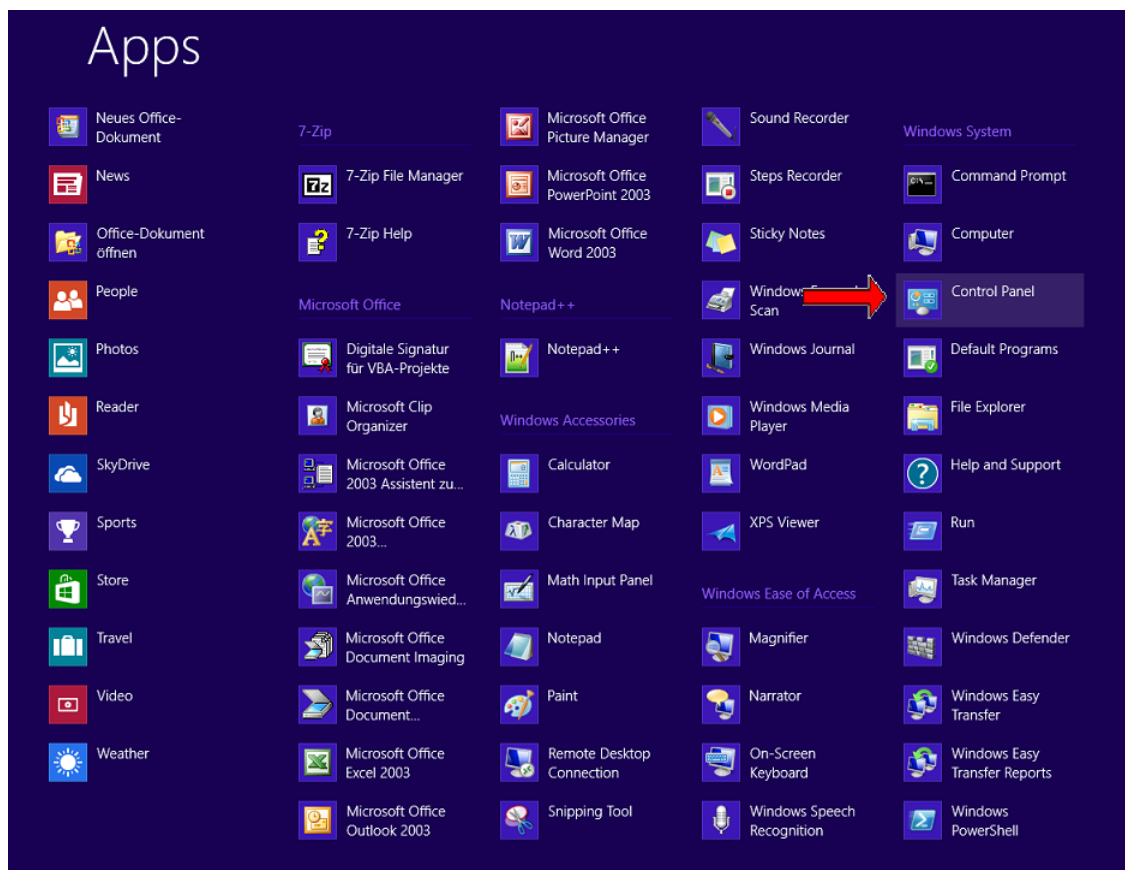 Apps
Neues Office-
Dokument
News
Office-Dokument
öffnen
People
Photos
Reader
SkyDrive
Sports
Store
Travel
Video
Weather
7-Zip
7-Zip File Manager
7-Zip Help
Microsoft Office
Digitale Signatur
für VBA-Projekte
Microsoft Clip
Organizer
Microsoft Office
2003 Assistent zu...
Microsoft Office
2003...
Microsoft Office
Anwendungswied...
Microsoft Office
Document Imaging
Microsoft Office
Document...
Microsoft Office
Excel 2003
Microsoft Office
Outlook 2003
Microsoft Office
Picture Manager
Microsoft Office
PowerPoint 2003
Microsoft Office
Word 2003
Notepad++
Notepad++
Windows Accessories
Calculator
Character Map
Math Input Panel
Notepad
Paint
Remote Desktop
Connection
Snipping Tool
Sound Recorder
Steps Recorder
Sticky Notes
Windows
Scan
Windows Journal
Windows Media
Player
WordPad
XPS Viewer
Windows Ease of Access
Magnifier
Narrator
On-Screen
Keyboard
Windows Speech
Recognition
Windows System
Command Prompt
Computer
Control Panel
Default Programs
File Explorer
Help and Support
Run
Task Manager
Windows Defender
Windows Easy
Transfer
Windows Easy
Transfer Reports
Windows
PowerShell